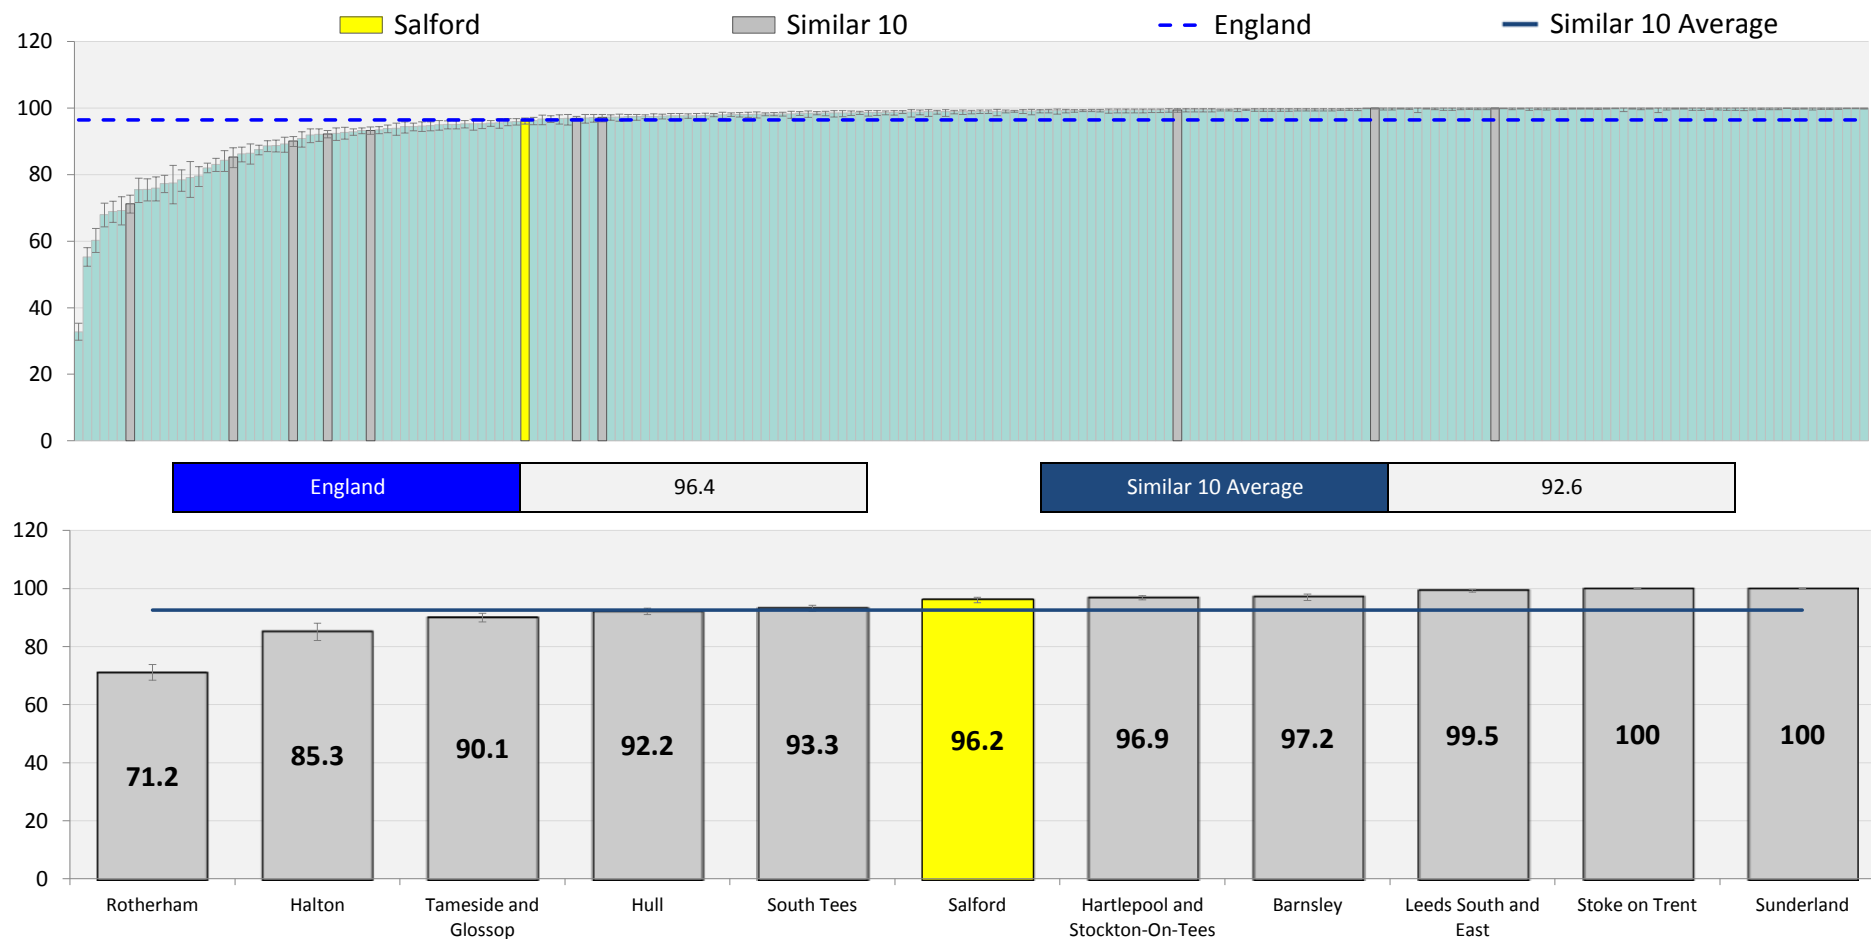 Salford
Similar 10
England
Similar 10 Average
120
100
80
60
40
20
0
England
96.4
Similar 10 Average
92.6
120
100
80
60
40
20
0
71.2
85.3
90.1
92.2
93.3
96.2
96.9
97.2
99.5
100
100
Rotherham
Halton
Tameside and
Glossop
Hull
South Tees
Salford
Hartlepool and
Stockton-On-Tees
Barnsley
Leeds South and
East
Stoke on Trent
Sunderland